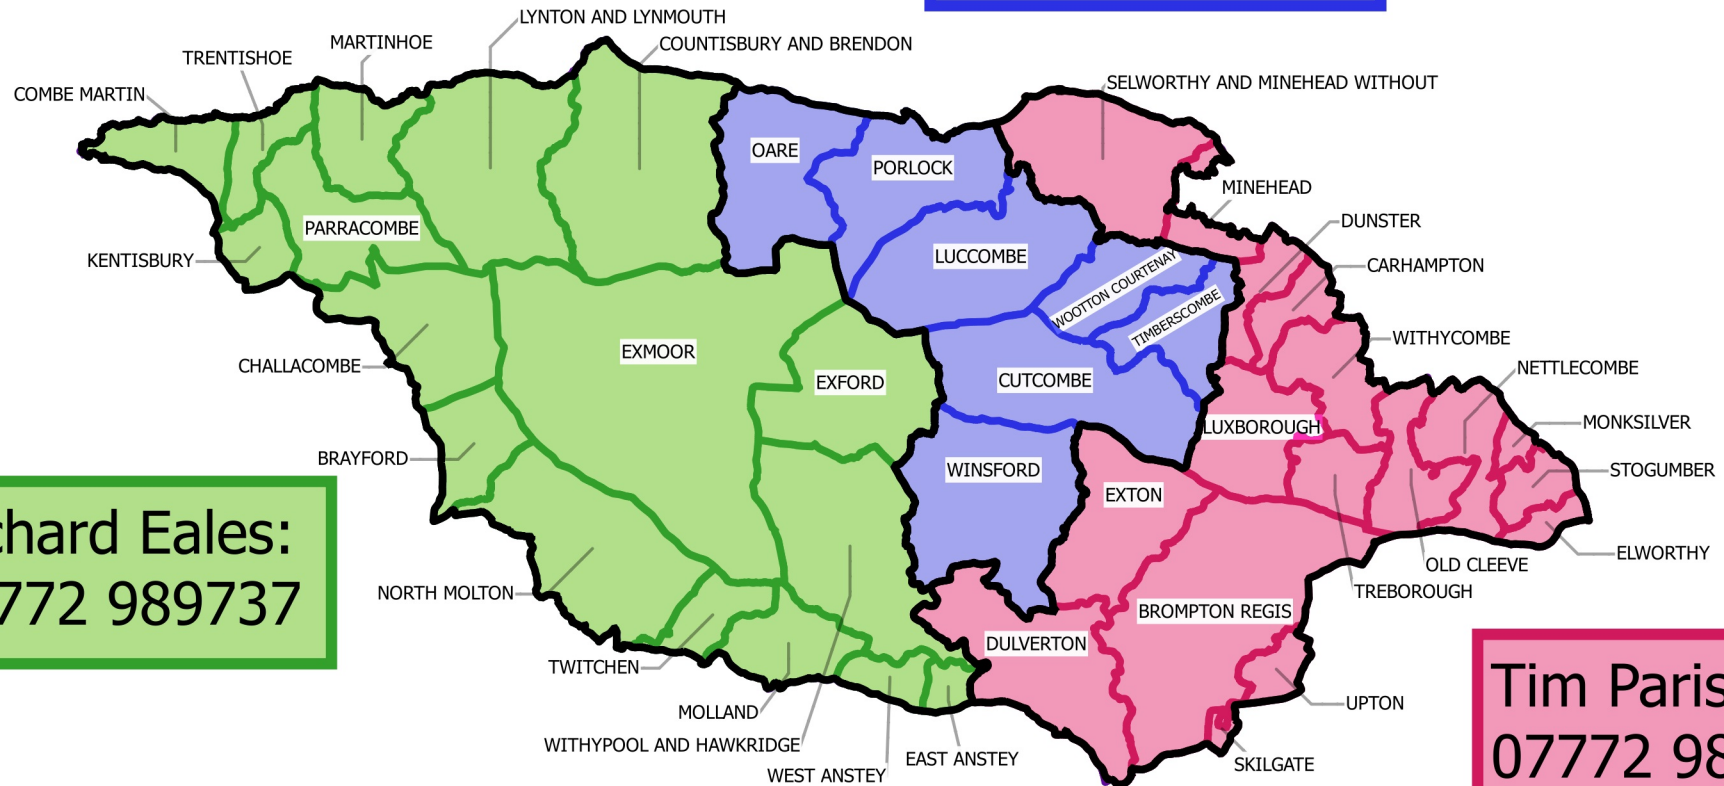 LYNTON AND LYNMOUTH
MARTINHOE
COUNTISBURY AND BRENDON
TRENTISHOE
COMBE MARTIN
SELWORTHY AND MINEHEAD WITHOUT
OARE
PORLOCK
MINEHEAD
DUNSTER
PARRACOMBE
KENTISBURY
LUCCOMBE
CARHAMPTON
WOOTTON COURTENAY
TIMBERSCOMBE
WITHYCOMBE
EXMOOR
CHALLACOMBE
EXFORD
CUTCOMBE
NETTLECOMBE
LUXBOROUGH
MONKSILVER
BRAYFORD
WINSFORD
STOGUMBER
EXTON
chard Eales:
772 989737
ELWORTHY
OLD CLEEVE
TREBOROUGH
NORTH MOLTON
BROMPTON REGIS
DULVERTON
TWITCHEN
UPTON
MOLLAND
WITHYPOOL AND HAWKRIDGE
EAST ANSTEY
WEST ANSTEY
SKILGATE
Tim Paris
07772 98